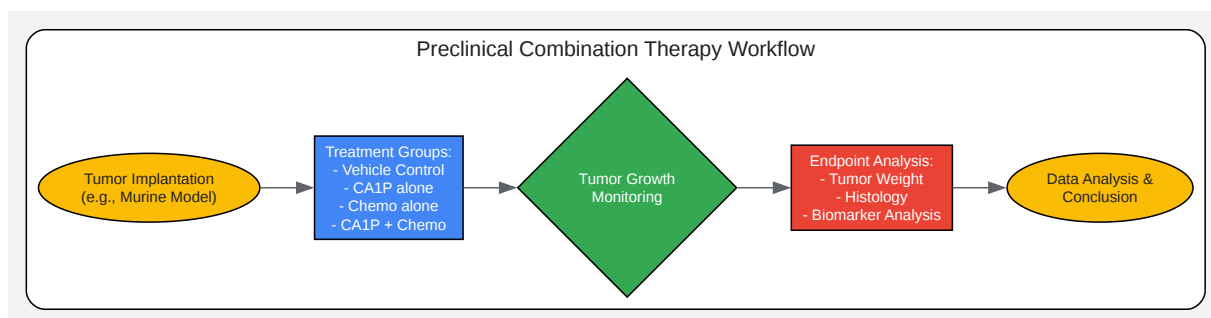 Preclinical Combination Therapy Workflow
Tumor Implantation
(e.g., Murine Model)
Treatment Groups:
- Vehicle Control
- CA1P alone
- Chemo alone
- CA1P + Chemo
Tumor Growth
Monitoring
Endpoint Analysis:
- Tumor Weight
- Histology
- Biomarker Analysis
Data Analysis &
Conclusion